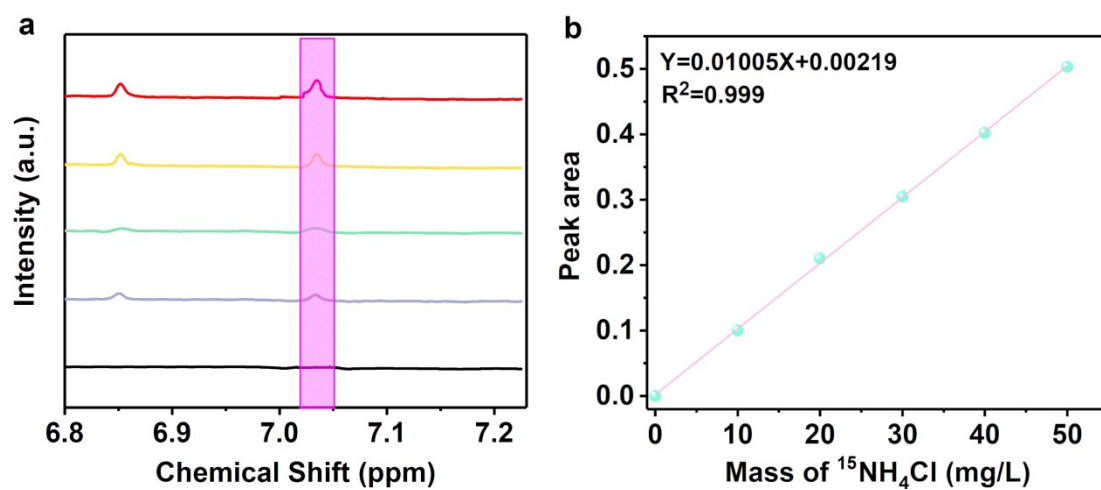 a
Intensity (a.u.)
6.8 6.9 7.0 7.1 7.2
Chemical Shift (ppm)
b
Y=0.01005X+0.00219
R²=0.999
Peak area
0.5
0.4
0.3
0.2
0.1
0.0
0 10 20 30 40 50
Mass of ¹⁵NH₄Cl (mg/L)